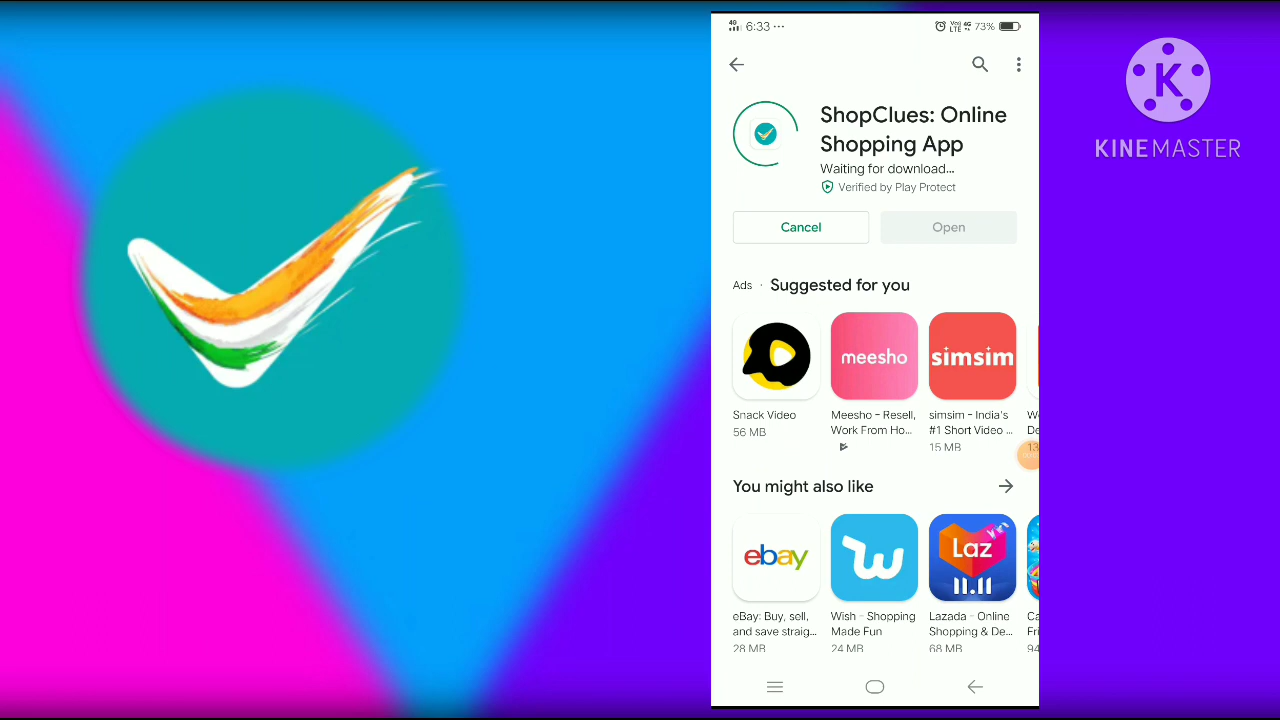 4G 6:33 ···
73%
ShopClues: Online
Shopping App
Waiting for download...
Verified by Play Protect
Cancel
Open
Ads · Suggested for you
meesho
simsim
Snack Video
56 MB
Meesho - Resell,
Work From Ho...
simsim - India's
#1 Short Video ...
15 MB
You might also like
ebay
Laz
11.11
eBay: Buy, sell,
and save straig...
28 MB
Wish - Shopping
Made Fun
24 MB
Lazada - Online
Shopping & De...
68 MB
K
KINEMASTER